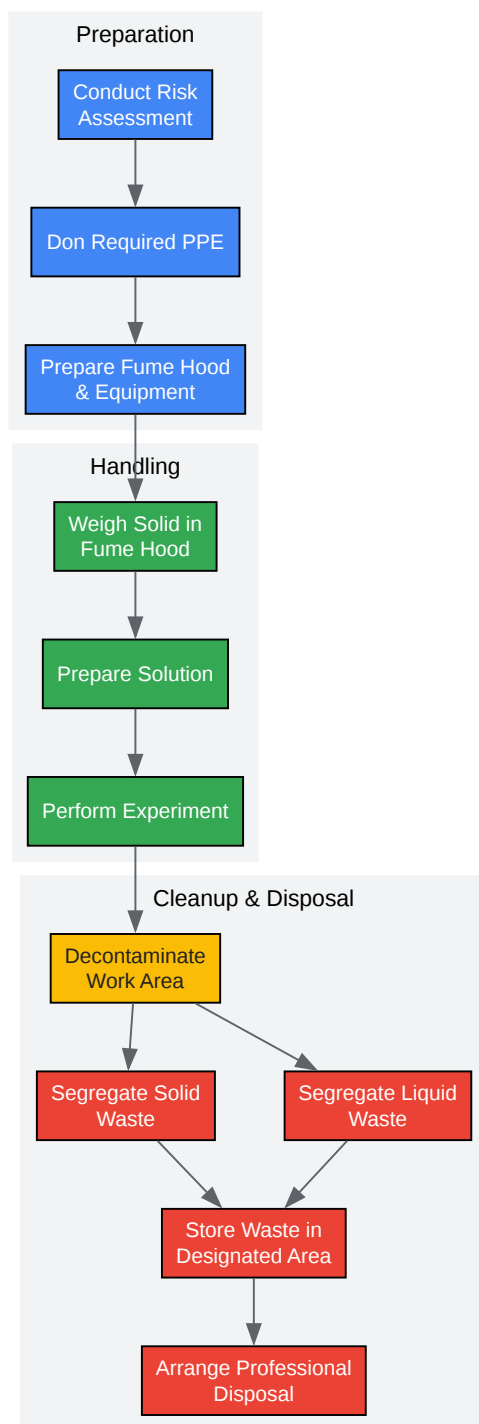 Preparation
Conduct Risk
Assessment
Don Required PPE
Prepare Fume Hood
& Equipment
Handling
Weigh Solid in
Fume Hood
Prepare Solution
Perform Experiment
Cleanup & Disposal
Decontaminate
Work Area
Segregate Solid
Waste
Segregate Liquid
Waste
Store Waste in
Designated Area
Arrange Professional
Disposal